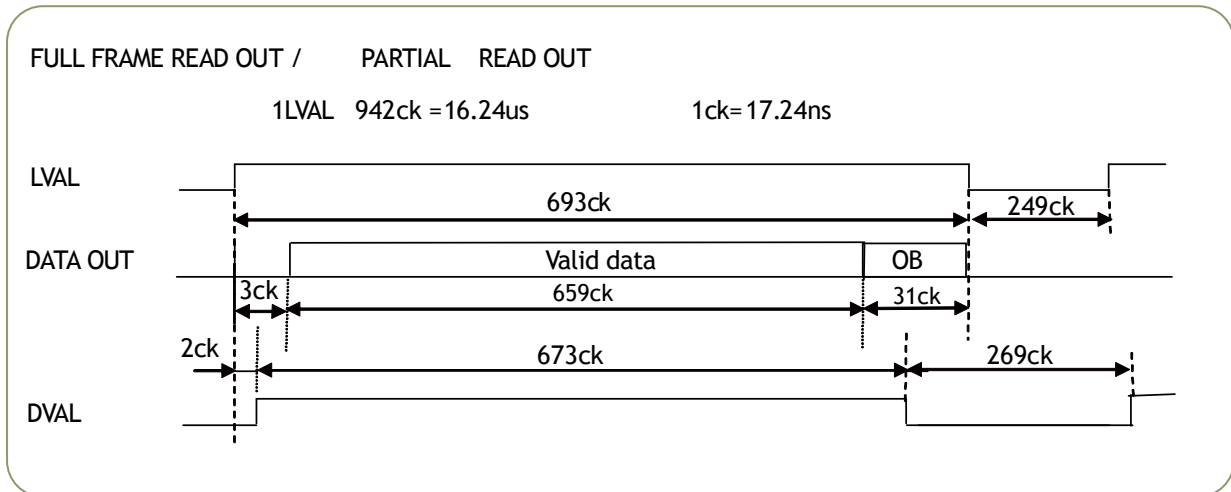 FULL FRAME READ OUT / PARTIAL READ OUT
1LVAL 942ck =16.24us 1ck=17.24ns
LVAL
693ck
249ck
DATA OUT
Valid data
OB
3ck
659ck
31ck
2ck
673ck
269ck
DVAL